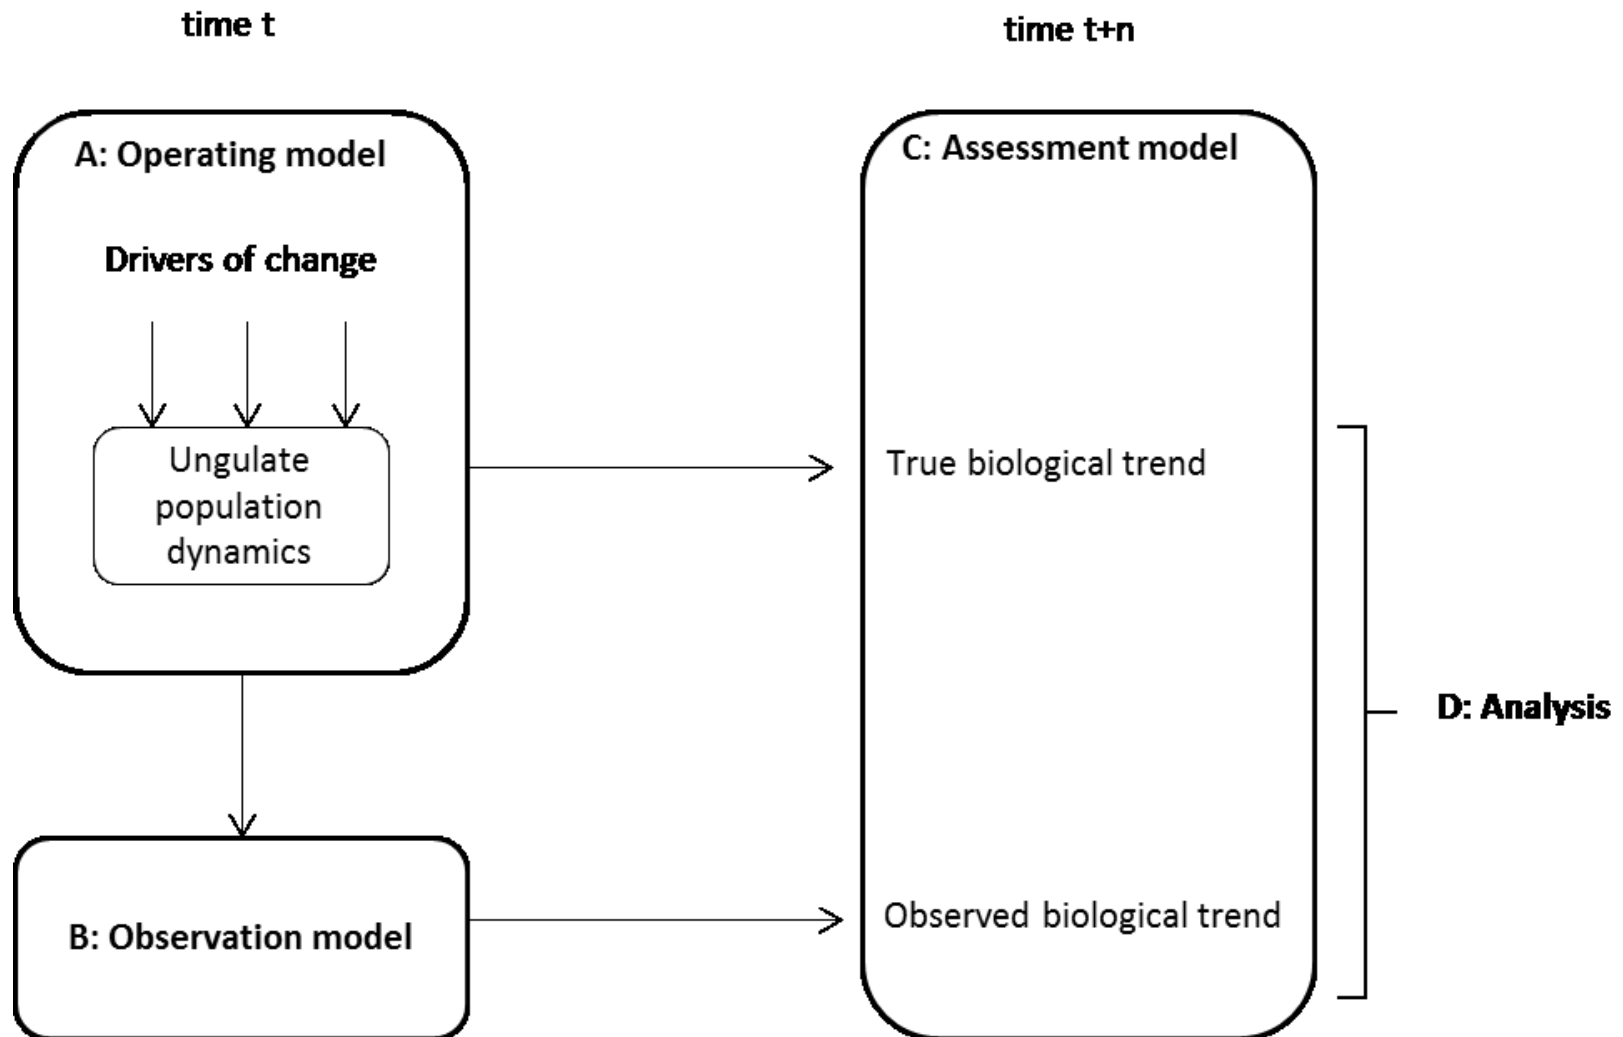 time t
time t+n
A: Operating model
C: Assessment model
Drivers of change
Ungulate
population
dynamics
True biological trend
D: Analysis
B: Observation model
Observed biological trend